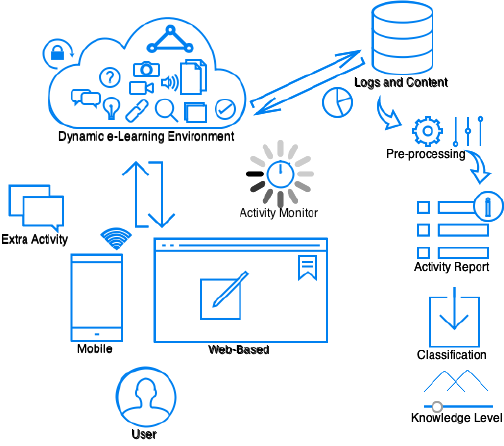 Logs and Content
Dynamic e-Learning Environment
Pre-processing
Activity Monitor
Extra Activity
Activity Report
Mobile
Web-Based
Classification
Knowledge Level
User